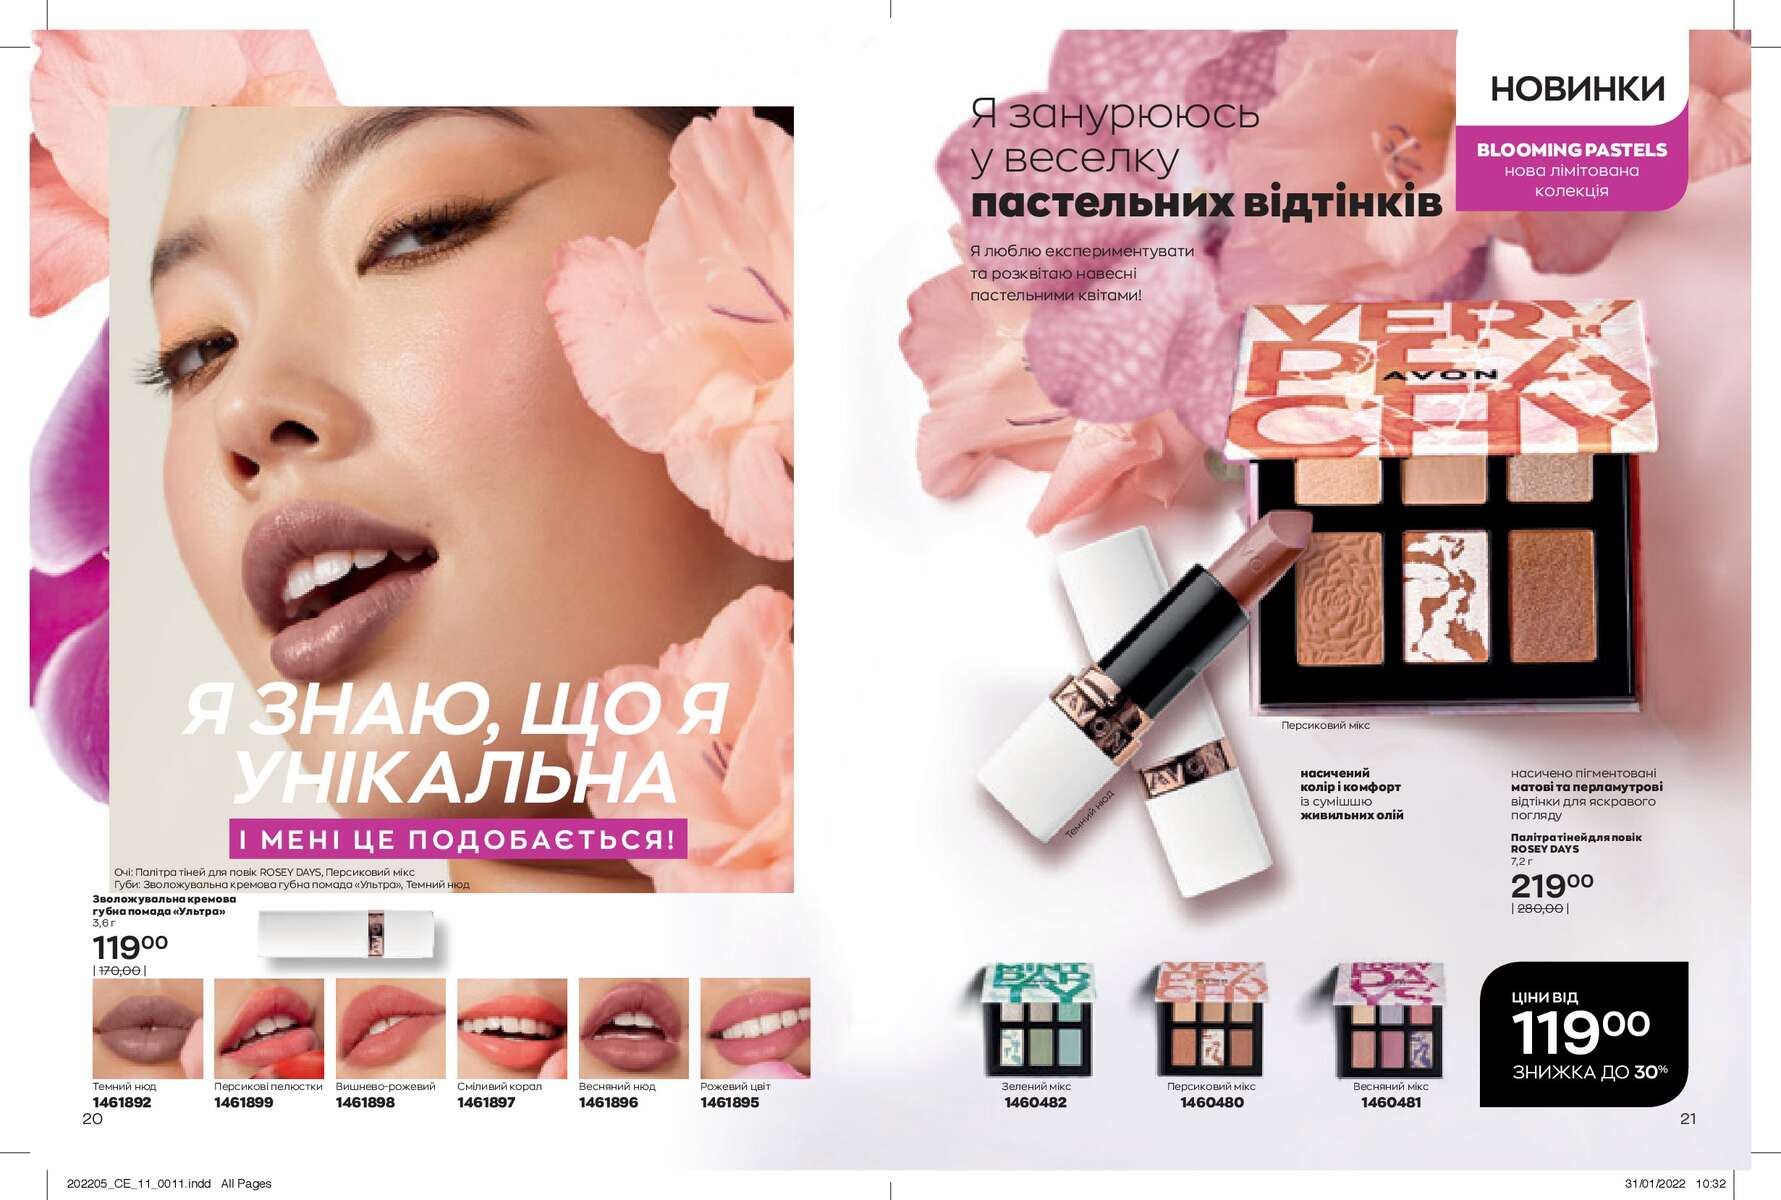 Я ЗНАЮ, ЩО Я
УНІКАЛЬНА
І МЕНІ ЦЕ ПОДОБАЄТЬСЯ!
Очі: Палітра тіней для повік ROSEY DAYS, Персиковий мікс
Губи: Зволожувальна кремова губна помада «Ультра», Темний нюд
Зволожувальна кремова
губна помада «Ультра»
3,6 г
119⁰⁰
| 170,00 |
AVON
Темний нюд
1461892
Персикові пелюстки
1461899
Вишнево-рожевий
1461898
Сміливий корал
1461897
Весняний нюд
1461896
Рожевий цвіт
1461895
20
НОВИНКИ
BLOOMING PASTELS
нова лімітована
колекція
Я занурююсь
у веселку
пастельних відтінків
Я люблю експериментувати
та розквітаю навесні
пастельними квітами!
VERY
PEA
CHY
AVON
AVON
AVON
Темний нюд
Персиковий мікс
насичений
колір і комфорт
із сумішшю
живильних олій
насичено пігментовані
матові та перламутрові
відтінки для яскравого
погляду
Палітра тіней для повік
ROSEY DAYS
7,2 г
219⁰⁰
| 280,00 |
Зелений мікс
1460482
Персиковий мікс
1460480
Весняний мікс
1460481
ЦІНИ ВІД
119⁰⁰
ЗНИЖКА ДО 30%
21
202205_CE_11_0011.indd All Pages
31/01/2022 10:32